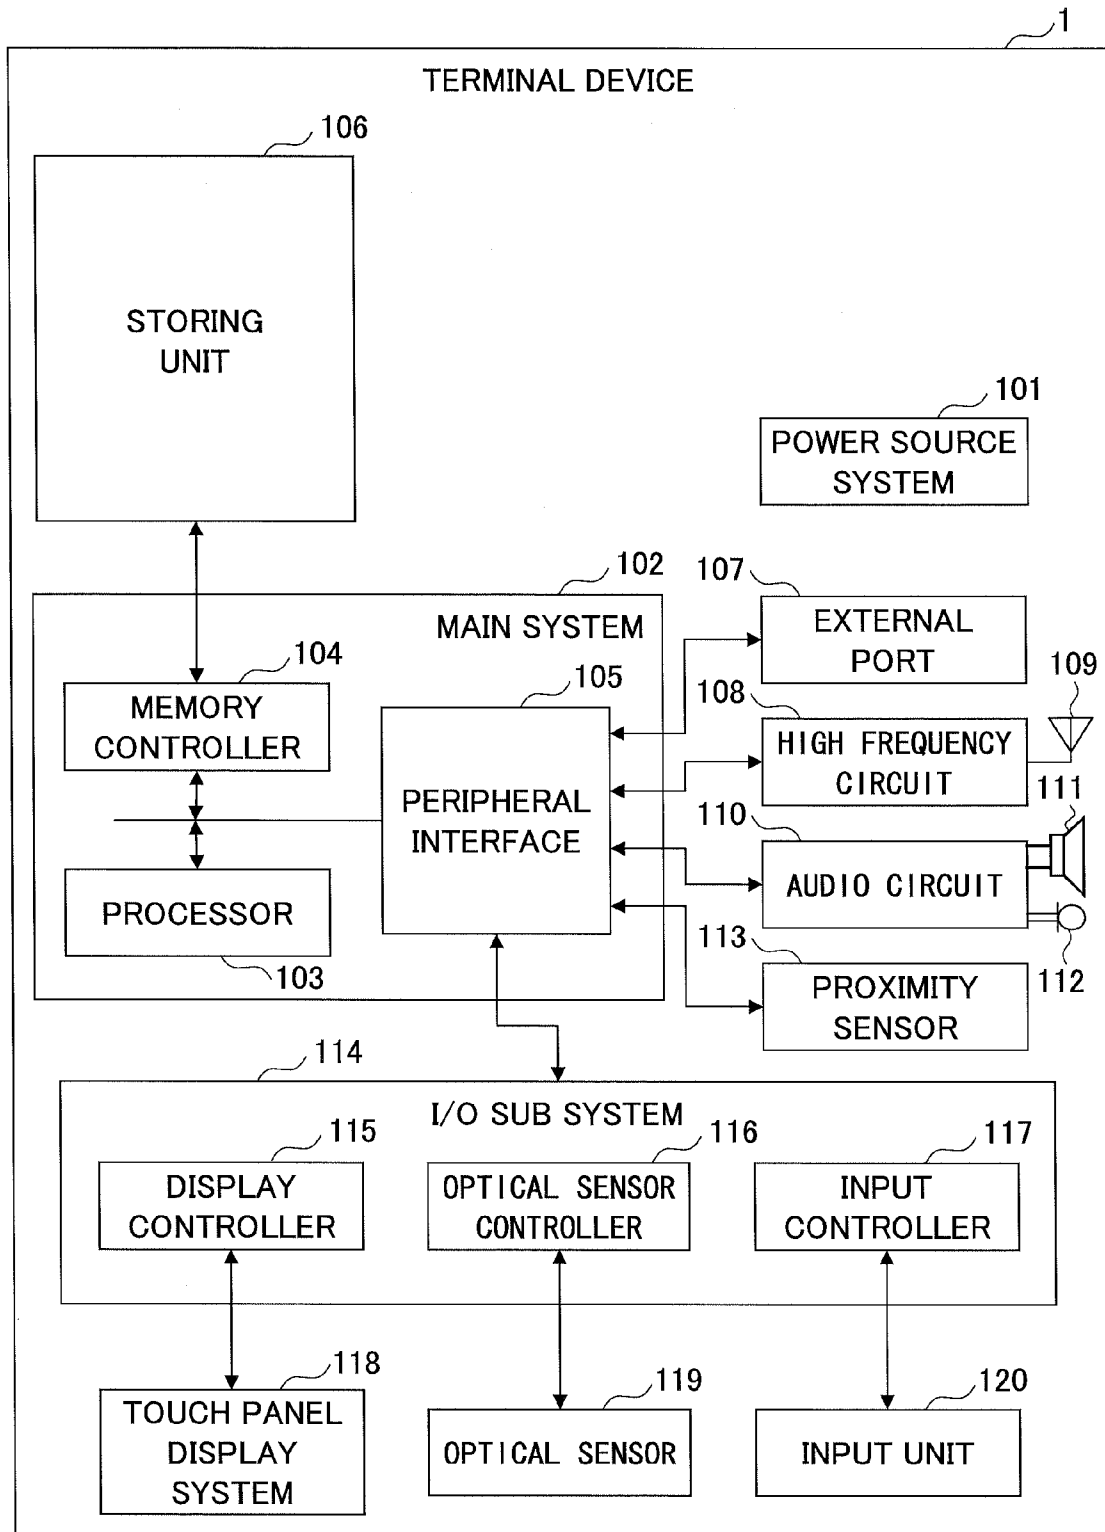 1
TERMINAL DEVICE
106
STORING
UNIT
101
POWER SOURCE
SYSTEM
102
MAIN SYSTEM
104
MEMORY
CONTROLLER
105
PERIPHERAL
INTERFACE
PROCESSOR
103
107
EXTERNAL
PORT
108
109
HIGH FREQUENCY
CIRCUIT
110
111
AUDIO CIRCUIT
112
113
PROXIMITY
SENSOR
114
I/O SUB SYSTEM
115
DISPLAY
CONTROLLER
116
OPTICAL SENSOR
CONTROLLER
117
INPUT
CONTROLLER
118
TOUCH PANEL
DISPLAY
SYSTEM
119
OPTICAL SENSOR
120
INPUT UNIT